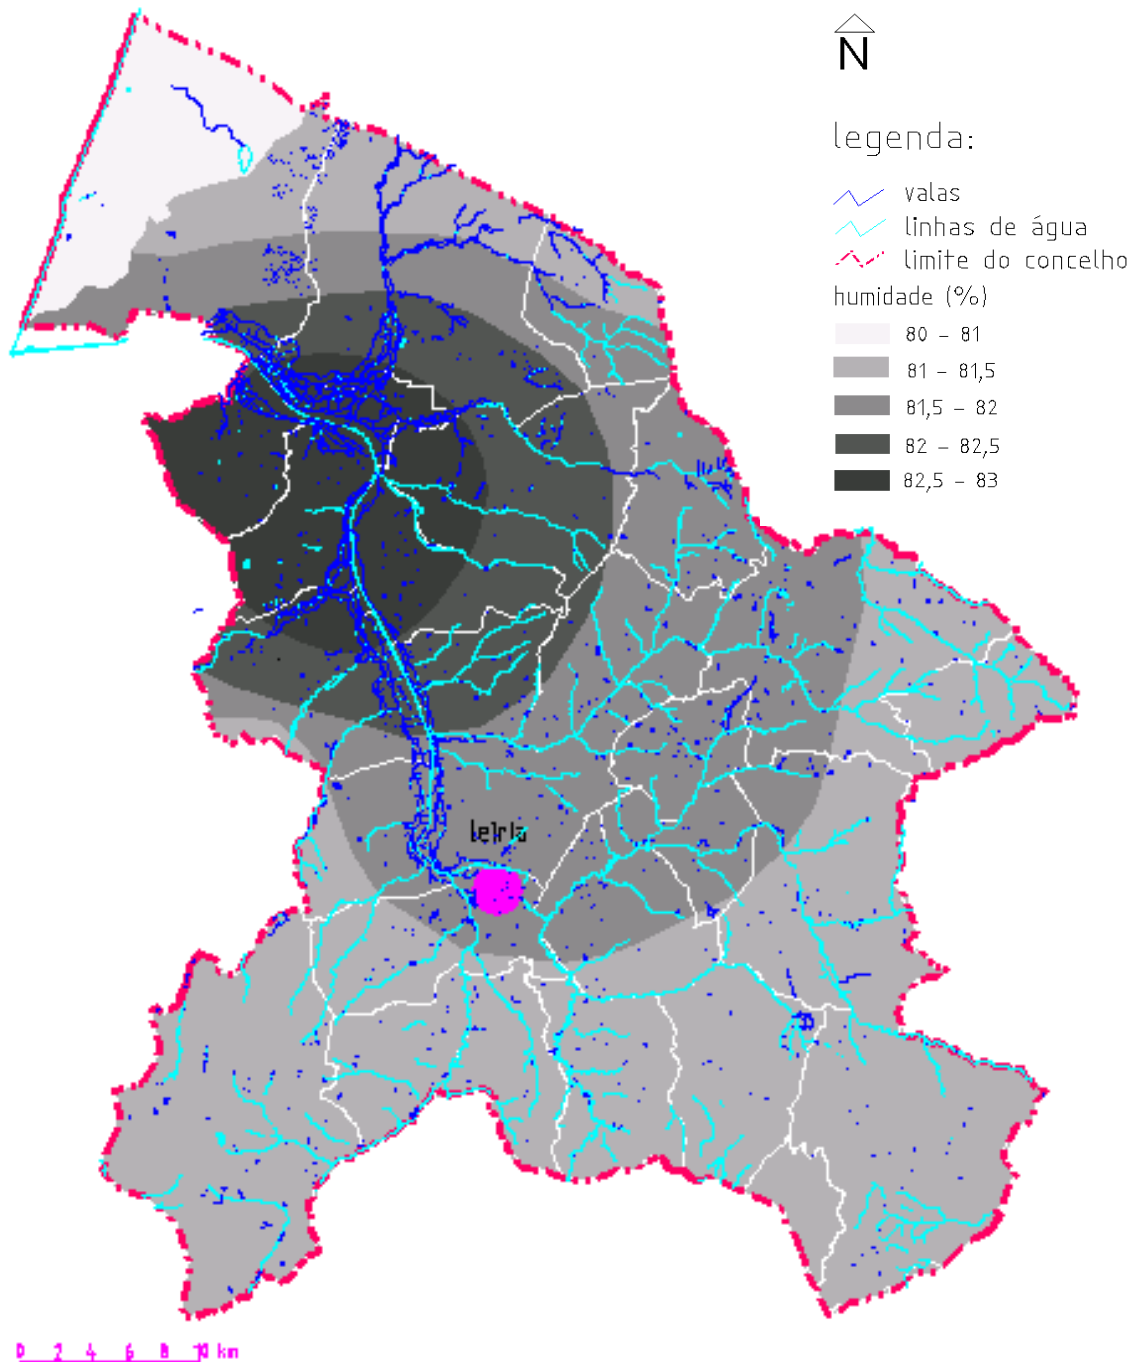 N
legenda:
valas
linhas de água
limite do concelho
humidade (%)
80 - 81
81 - 81,5
81,5 - 82
82 - 82,5
82,5 - 83
leiria
0 2 4 6 8 10 km